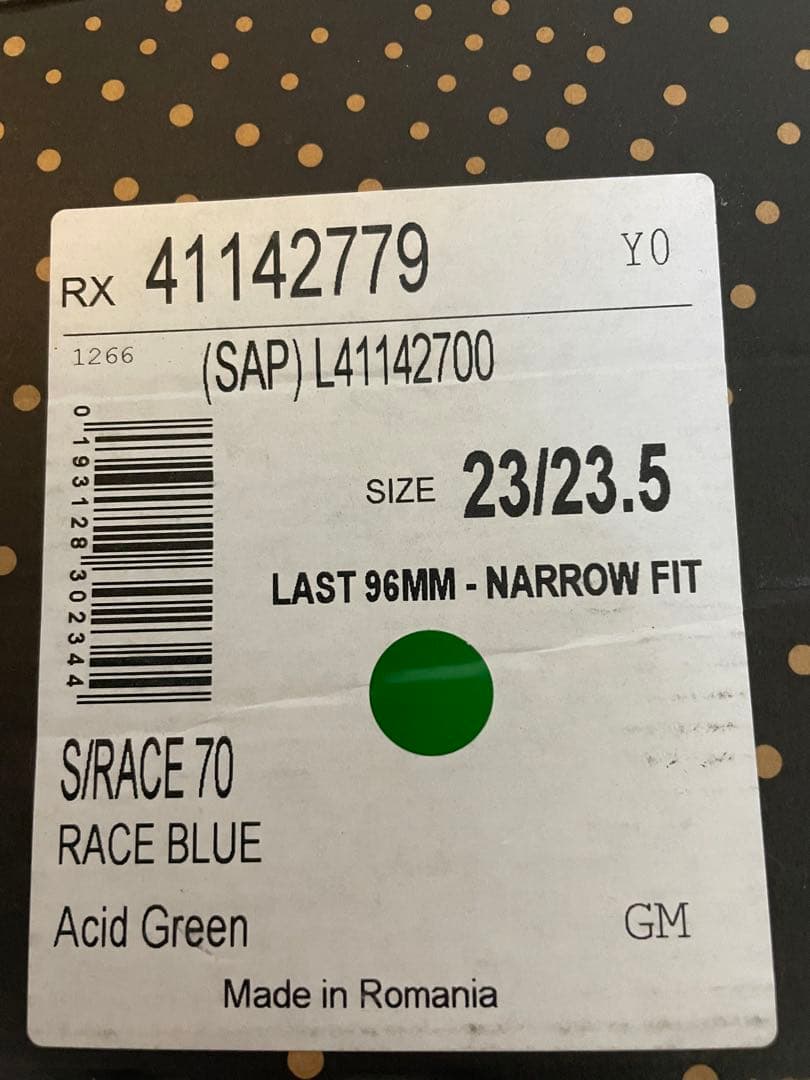 RX 41142779 Y0
1266 (SAP) L41142700
0 193128 302344
SIZE 23/23.5
LAST 96MM - NARROW FIT
S/RACE 70
RACE BLUE
Acid Green GM
Made in Romania